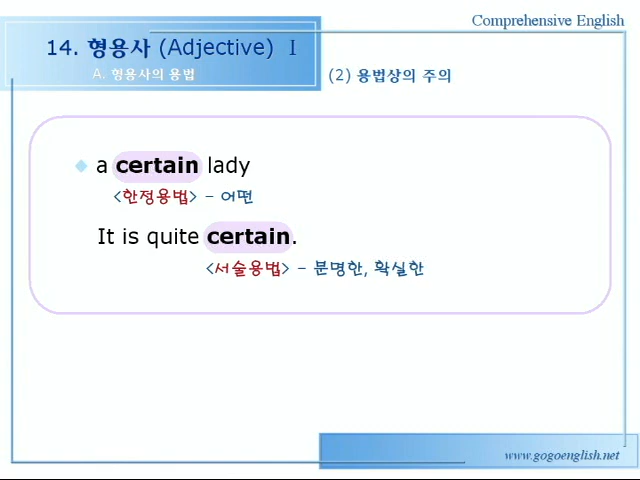 Comprehensive English
14. 형용사 (Adjective) I
A. 형용사의 용법
(2) 용법상의 주의
a certain lady
<한정용법> - 어떤
It is quite certain.
<서술용법> - 분명한, 확실한
www.gogoenglish.net